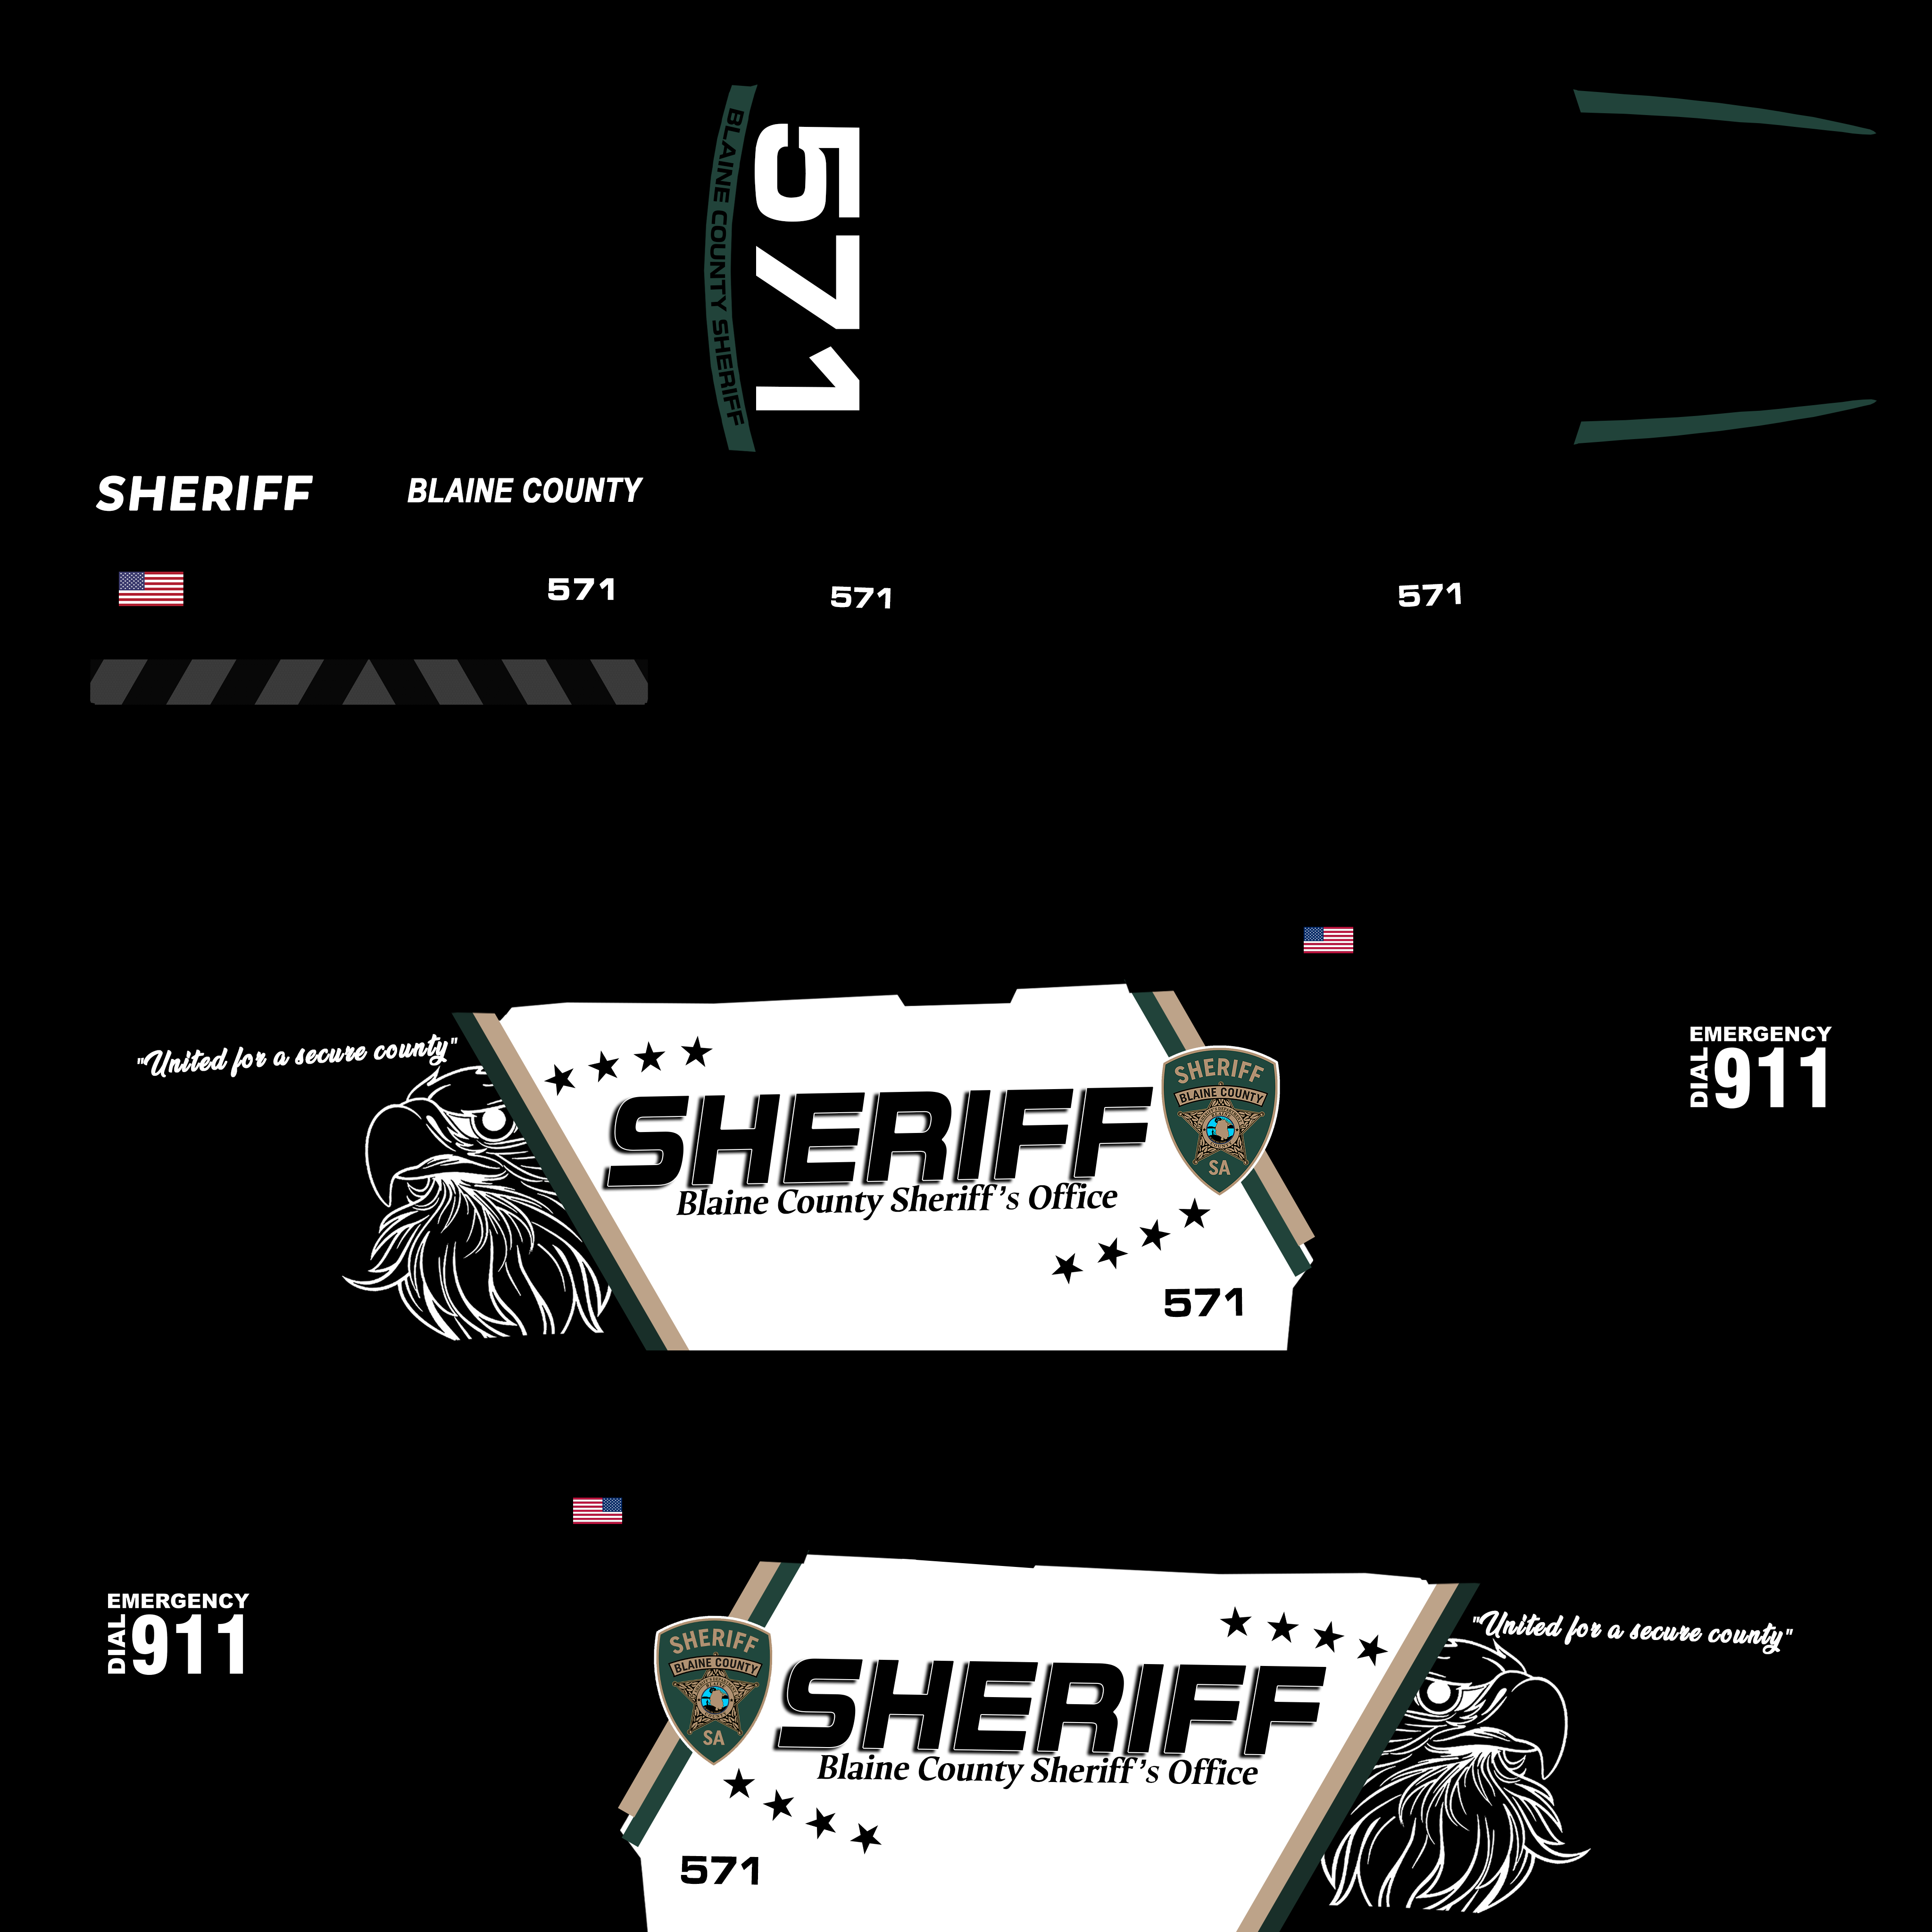 BLAINE COUNTY SHERIFF
571
SHERIFF
BLAINE COUNTY
571
571
571
"United for a secure county"
SHERIFF
Blaine County Sheriff's Office
571
SHERIFF
BLAINE COUNTY
SA
EMERGENCY
DIAL
911
EMERGENCY
DIAL
911
SHERIFF
BLAINE COUNTY
SA
SHERIFF
Blaine County Sheriff's Office
571
"United for a secure county"